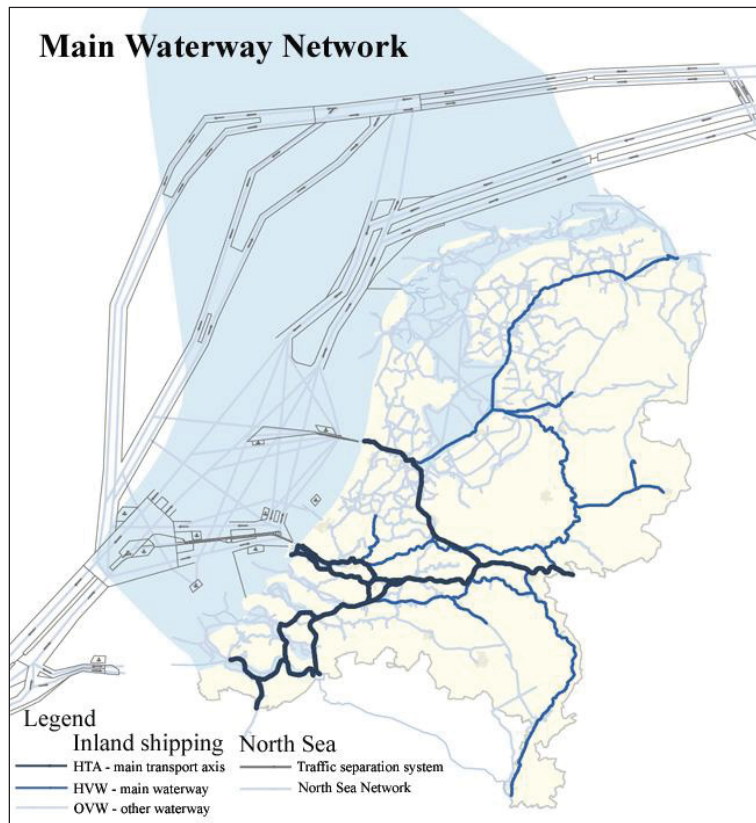 Main Waterway Network
Legend
Inland shipping
HTA - main transport axis
HVW - main waterway
OVW - other waterway
North Sea
Traffic separation system
North Sea Network